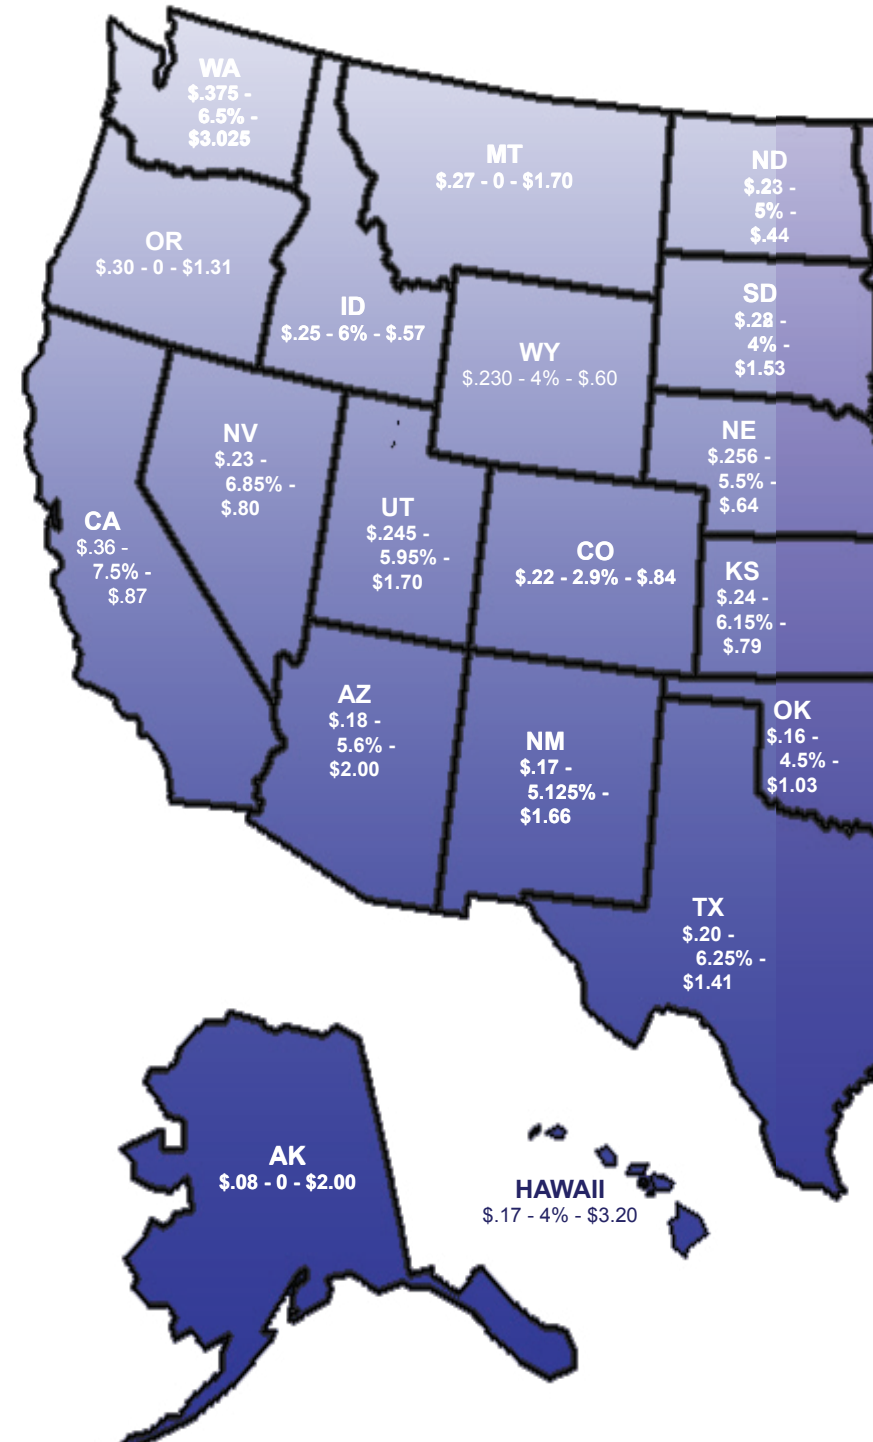 WA
$.375 -
6.5% -
$3.025
MT
$.27 - 0 - $1.70
ND
$.23 -
5% -
$.44
OR
$.30 - 0 - $1.31
ID
$.25 - 6% - $.57
SD
$.28 -
4% -
$1.53
WY
$.230 - 4% - $.60
NV
$.23 -
6.85% -
$.80
NE
$.256 -
5.5% -
$.64
CA
$.36 -
7.5% -
$.87
UT
$.245 -
5.95% -
$1.70
CO
$.22 - 2.9% - $.84
KS
$.24 -
6.15% -
$.79
AZ
$.18 -
5.6% -
$2.00
NM
$.17 -
5.125% -
$1.66
OK
$.16 -
4.5% -
$1.03
TX
$.20 -
6.25% -
$1.41
AK
$.08 - 0 - $2.00
HAWAII
$.17 - 4% - $3.20